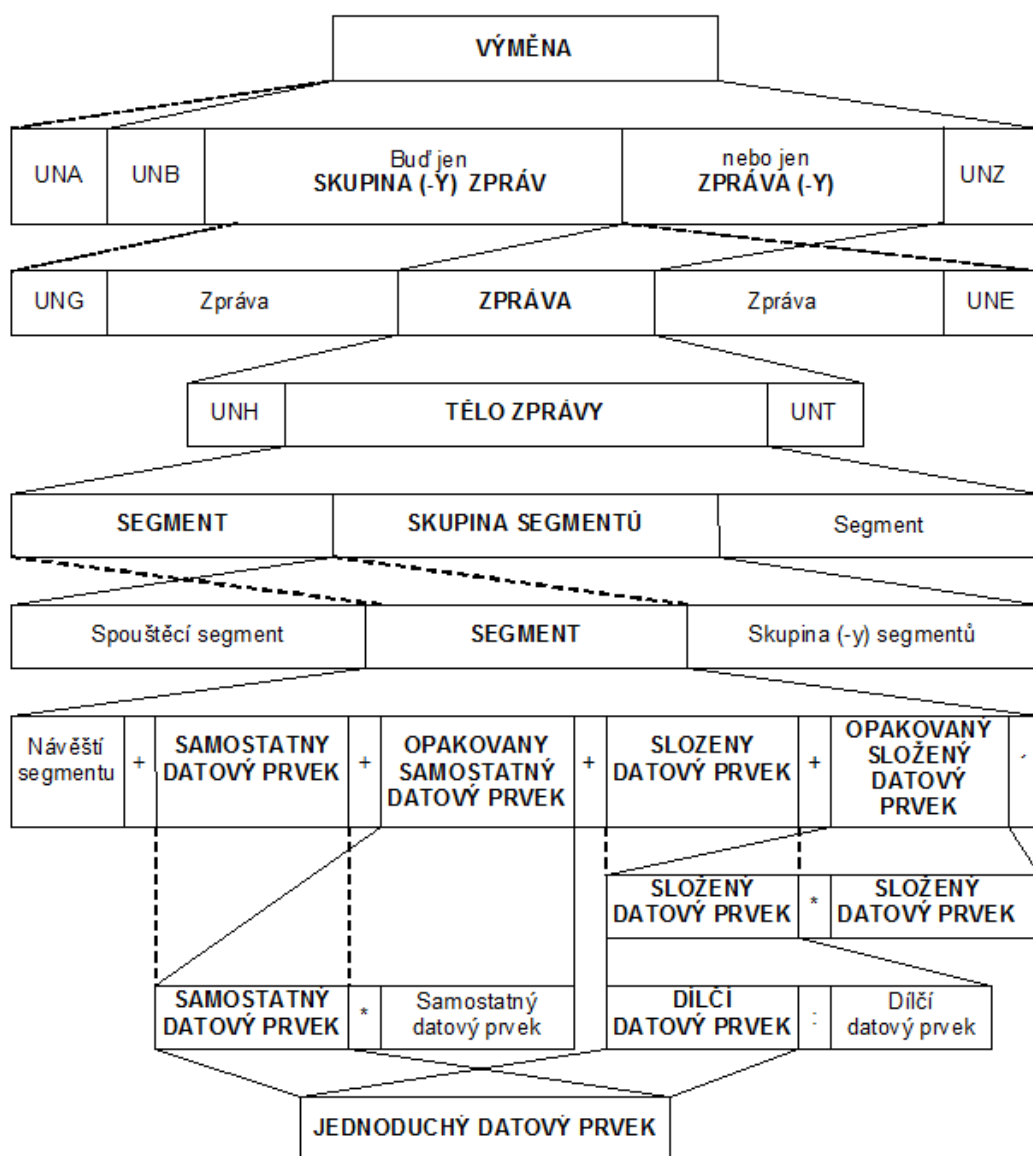 VÝMĚNA
UNA
UNB
Buď jen
SKUPINA (-Y) ZPRÁV
nebo jen
ZPRÁVA (-Y)
UNZ
UNG
Zpráva
ZPRÁVA
Zpráva
UNE
UNH
TĚLO ZPRÁVY
UNT
SEGMENT
SKUPINA SEGMENTŮ
Segment
Spouštěcí segment
SEGMENT
Skupina (-y) segmentů
Návěští
segmentu
+
SAMOSTATNY
DATOVÝ PRVEK
+
OPAKOVANY
SAMOSTATNÝ
DATOVÝ PRVEK
+
SLOZENY
DATOVÝ PRVEK
+
OPAKOVANÝ
SLOŽENÝ
DATOVÝ
PRVEK
´
SLOŽENÝ
DATOVÝ PRVEK
*
SLOŽENÝ
DATOVÝ PRVEK
SAMOSTATNÝ
DATOVÝ PRVEK
*
Samostatný
datový prvek
DÍLČÍ
DATOVÝ PRVEK
:
Dílčí
datový prvek
JEDNODUCHÝ DATOVÝ PRVEK